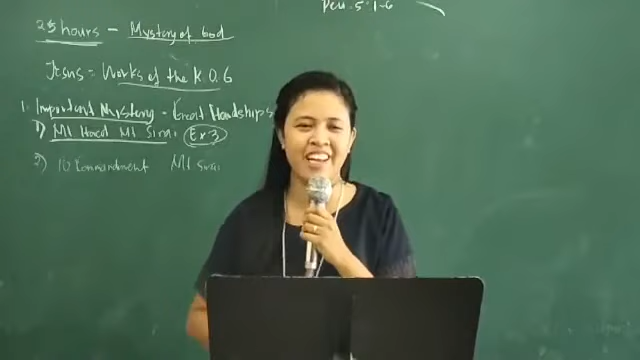 25 hours - Mystery of God
Deu. 5:1-6
Jesus = Works of the K.O.G
1. Important Mystery - Great Hardships
1) Mt Horeb Mt Sinai Ex 3
2) 10 Commandment Mt Sinai